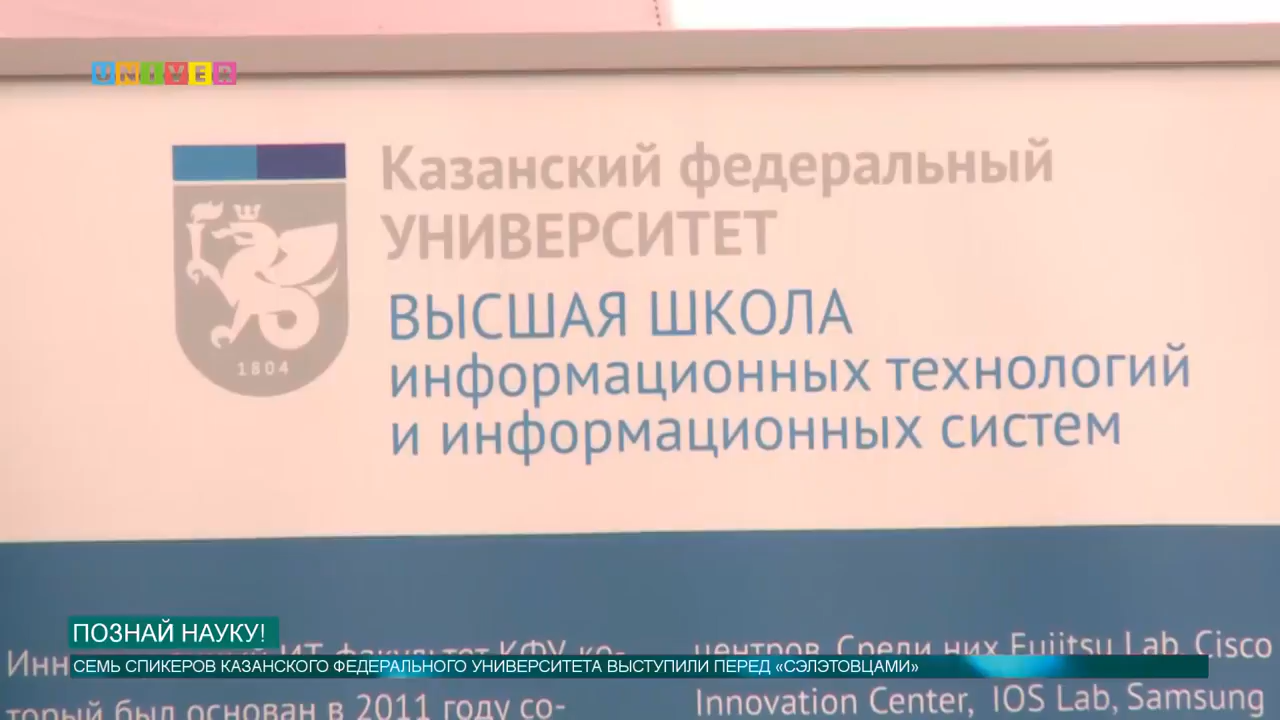 UNIVER
Казанский федеральный
УНИВЕРСИТЕТ
ВЫСШАЯ ШКОЛА
информационных технологий
и информационных систем
1804
ПОЗНАЙ НАУКУ!
СЕМЬ СПИКЕРОВ КАЗАНСКОГО ФЕДЕРАЛЬНОГО УНИВЕРСИТЕТА ВЫСТУПИЛИ ПЕРЕД «СЭЛЭТОВЦАМИ»
ИТ-факультет КФУ, ко-
торый был основан в 2011 году со-
центров. Среди них Fujitsu Lab, Cisco
Innovation Center, IOS Lab, Samsung